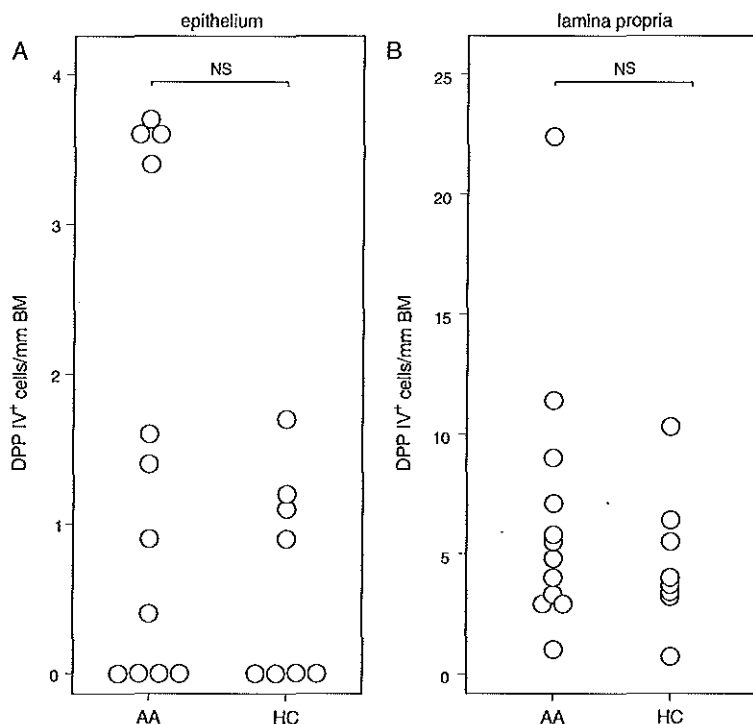 epithelium
A
NS
4
3
2
1
0
DPP IV⁺ cells/mm BM
AA HC
lamina propria
B
NS
25
20
15
10
5
0
DPP IV⁺ cells/mm BM
AA HC